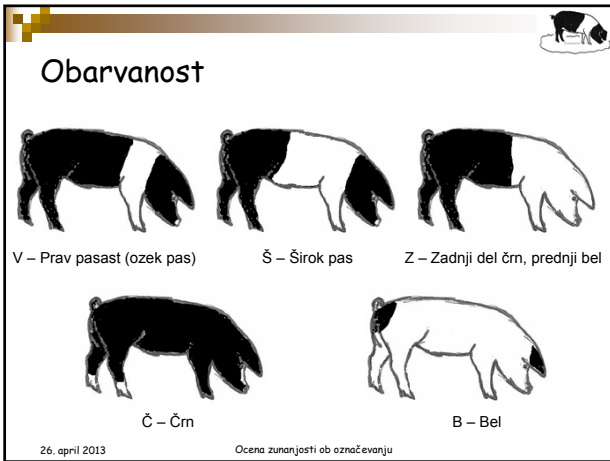 Obarvanost
V – Prav pasast (ozek pas)
Š – Širok pas
Z – Zadnji del črn, prednji bel
Č – Črn
B – Bel
26. april 2013
Ocena zunanjosti ob označevanju